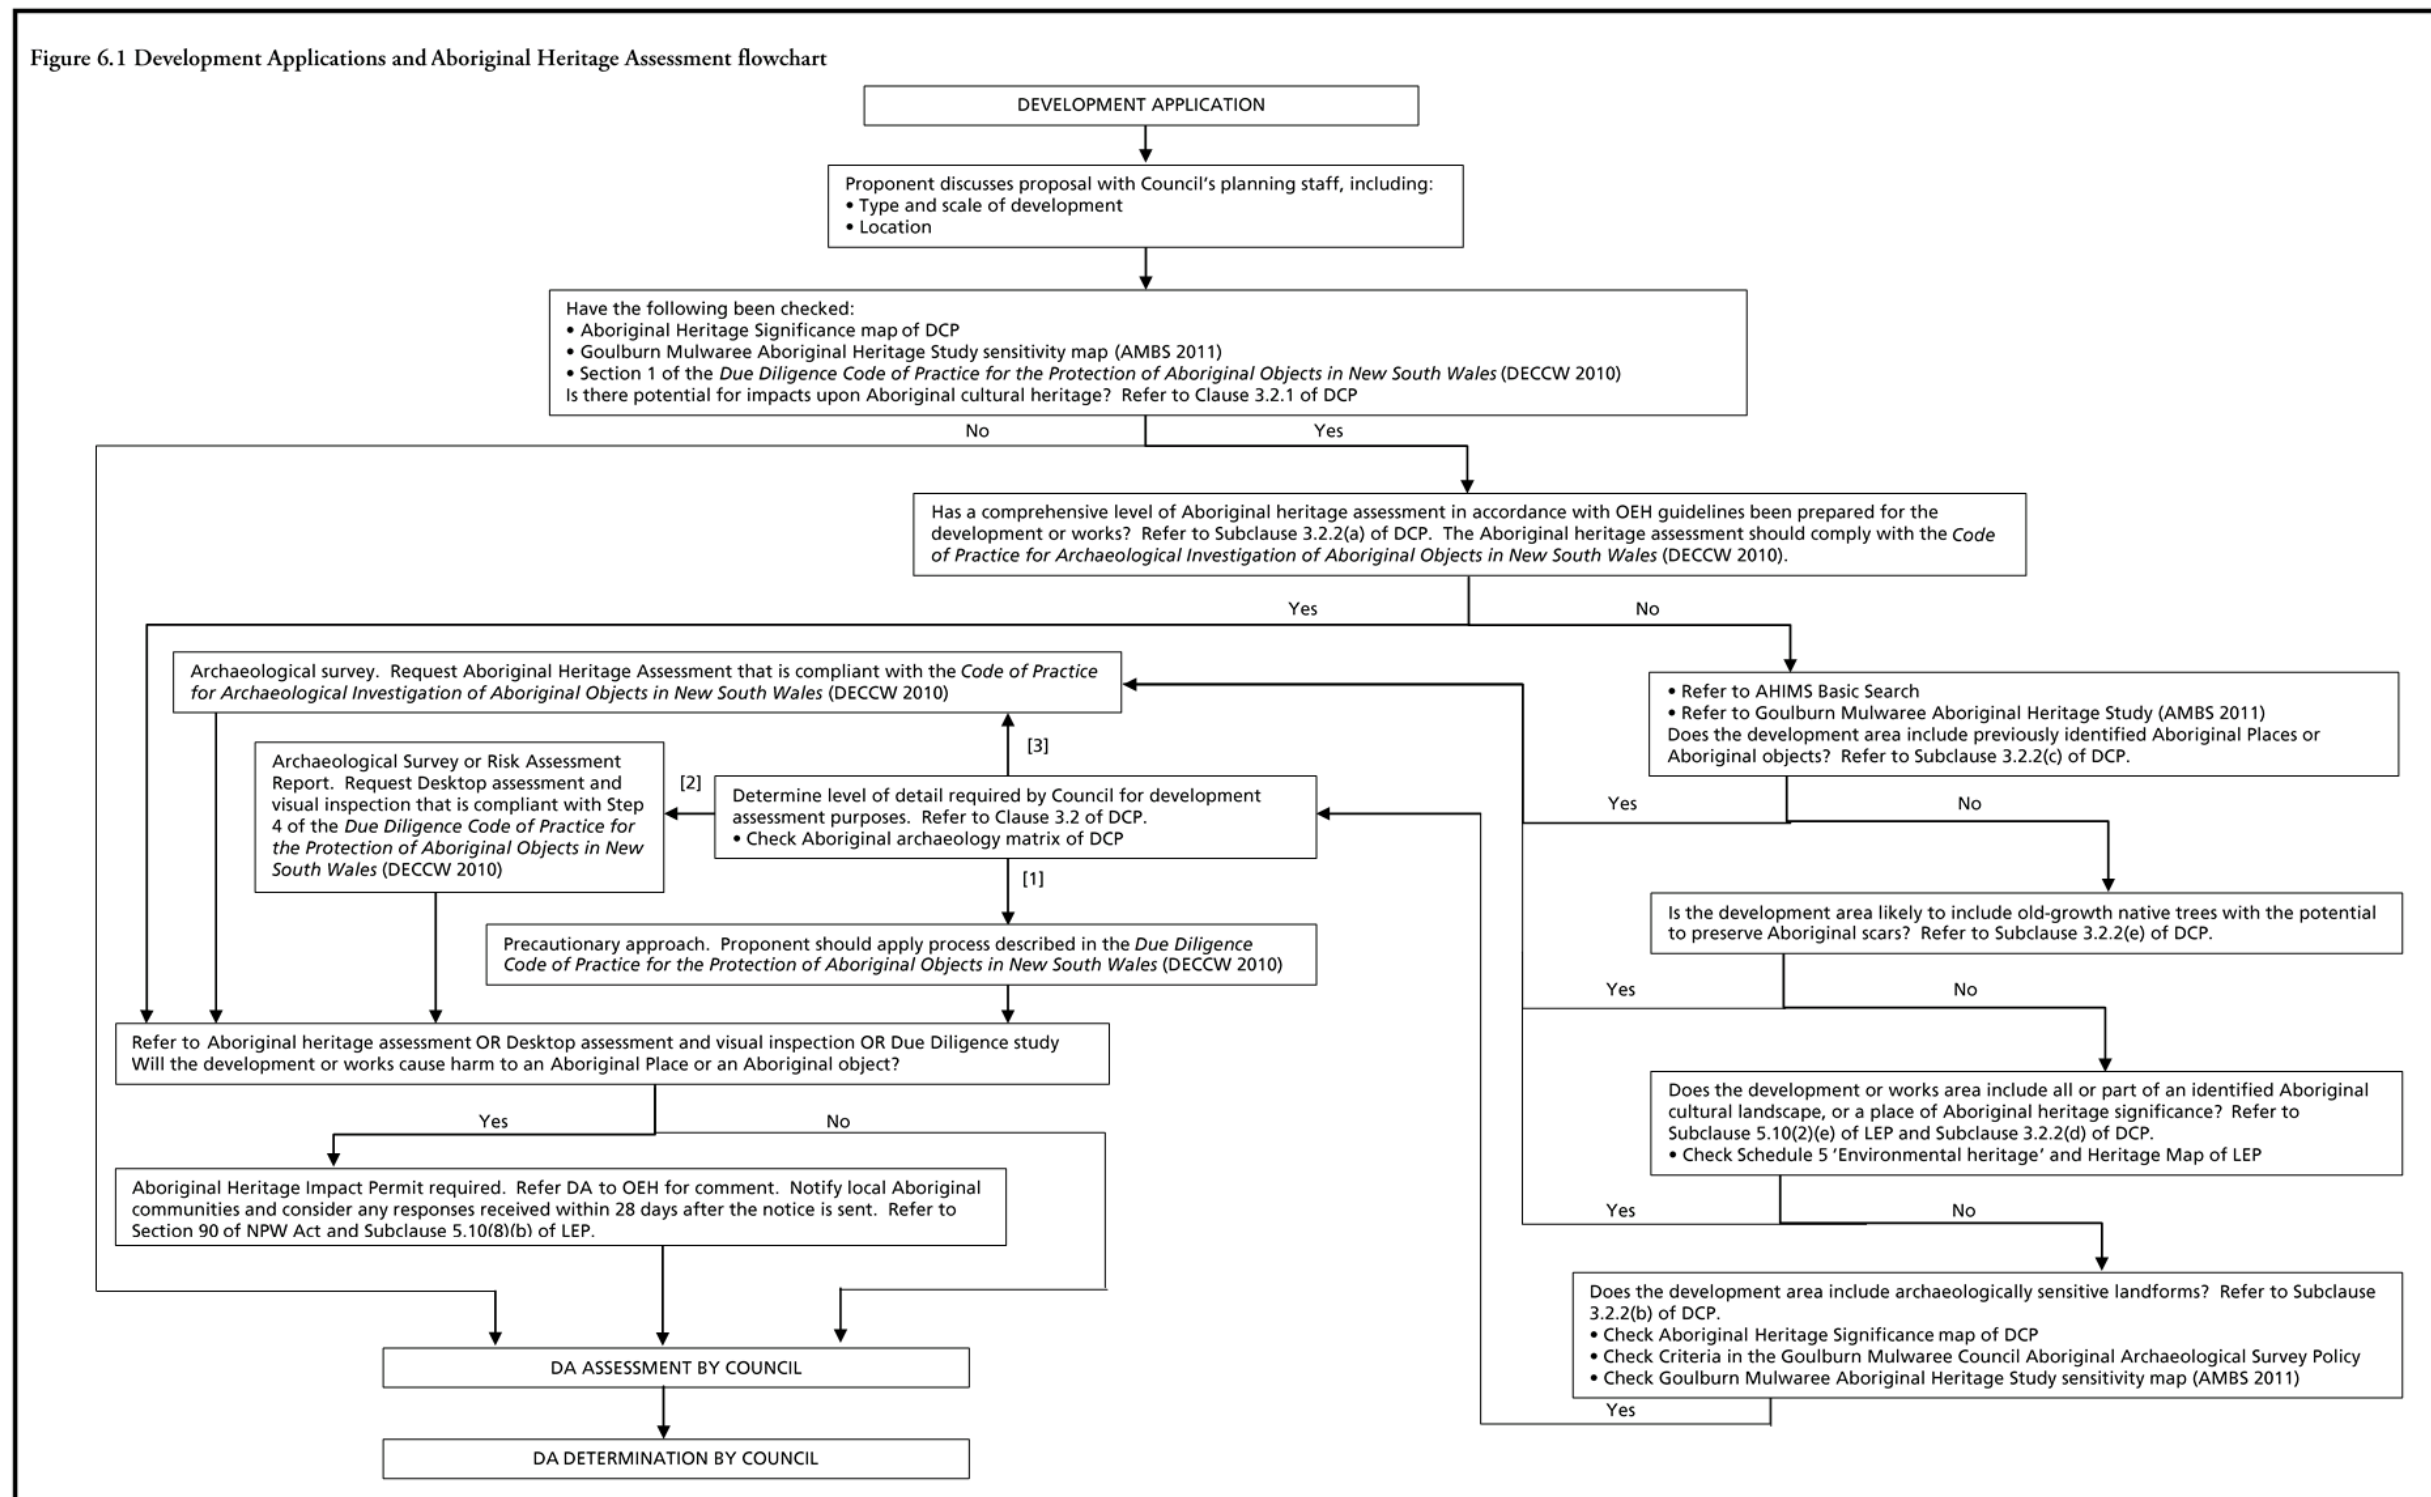 Figure 6.1 Development Applications and Aboriginal Heritage Assessment flowchart
DEVELOPMENT APPLICATION
Proponent discusses proposal with Council's planning staff, including:
• Type and scale of development
• Location
Have the following been checked:
• Aboriginal Heritage Significance map of DCP
• Goulburn Mulwaree Aboriginal Heritage Study sensitivity map (AMBS 2011)
• Section 1 of the Due Diligence Code of Practice for the Protection of Aboriginal Objects in New South Wales (DECCW 2010)
Is there potential for impacts upon Aboriginal cultural heritage? Refer to Clause 3.2.1 of DCP
No
Yes
Has a comprehensive level of Aboriginal heritage assessment in accordance with OEH guidelines been prepared for the
development or works? Refer to Subclause 3.2.2(a) of DCP. The Aboriginal heritage assessment should comply with the Code
of Practice for Archaeological Investigation of Aboriginal Objects in New South Wales (DECCW 2010).
Yes
No
Archaeological survey. Request Aboriginal Heritage Assessment that is compliant with the Code of Practice
for Archaeological Investigation of Aboriginal Objects in New South Wales (DECCW 2010)
• Refer to AHIMS Basic Search
• Refer to Goulburn Mulwaree Aboriginal Heritage Study (AMBS 2011)
Does the development area include previously identified Aboriginal Places or
Aboriginal objects? Refer to Subclause 3.2.2(c) of DCP.
[3]
Archaeological Survey or Risk Assessment
Report. Request Desktop assessment and
visual inspection that is compliant with Step
4 of the Due Diligence Code of Practice for
the Protection of Aboriginal Objects in New
South Wales (DECCW 2010)
[2]
Determine level of detail required by Council for development
assessment purposes. Refer to Clause 3.2 of DCP.
• Check Aboriginal archaeology matrix of DCP
Yes
No
[1]
Is the development area likely to include old-growth native trees with the potential
to preserve Aboriginal scars? Refer to Subclause 3.2.2(e) of DCP.
Precautionary approach. Proponent should apply process described in the Due Diligence
Code of Practice for the Protection of Aboriginal Objects in New South Wales (DECCW 2010)
Yes
No
Refer to Aboriginal heritage assessment OR Desktop assessment and visual inspection OR Due Diligence study
Will the development or works cause harm to an Aboriginal Place or an Aboriginal object?
Does the development or works area include all or part of an identified Aboriginal
cultural landscape, or a place of Aboriginal heritage significance? Refer to
Subclause 5.10(2)(e) of LEP and Subclause 3.2.2(d) of DCP.
• Check Schedule 5 'Environmental heritage' and Heritage Map of LEP
Yes
No
Aboriginal Heritage Impact Permit required. Refer DA to OEH for comment. Notify local Aboriginal
communities and consider any responses received within 28 days after the notice is sent. Refer to
Section 90 of NPW Act and Subclause 5.10(8)(b) of LEP.
Yes
No
Does the development area include archaeologically sensitive landforms? Refer to Subclause
3.2.2(b) of DCP.
• Check Aboriginal Heritage Significance map of DCP
• Check Criteria in the Goulburn Mulwaree Council Aboriginal Archaeological Survey Policy
• Check Goulburn Mulwaree Aboriginal Heritage Study sensitivity map (AMBS 2011)
Yes
DA ASSESSMENT BY COUNCIL
DA DETERMINATION BY COUNCIL